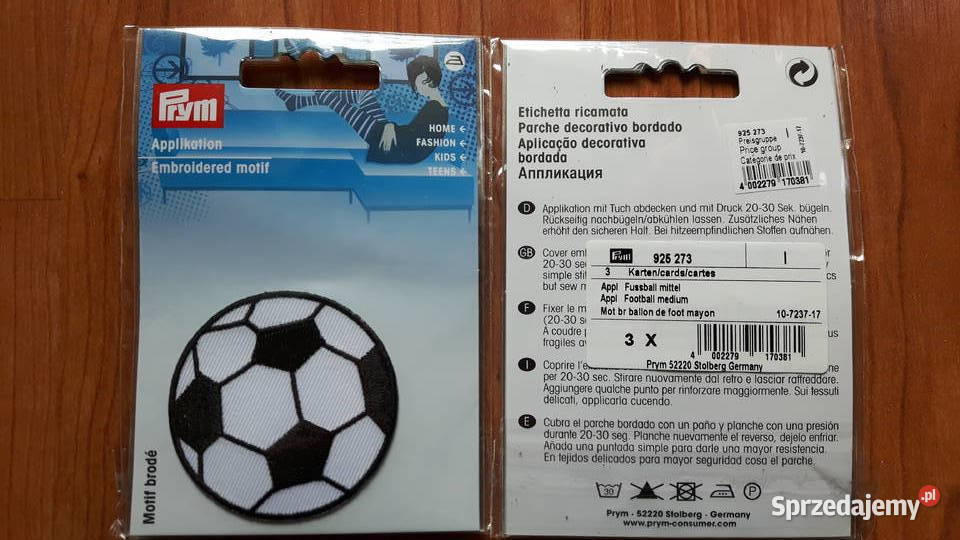 Prym
Applikation
Embroidered motif
HOME
FASHION
KIDS
TEENS
Motif brodé
Etichetta ricamata
Parche decorativo bordado
Aplicação decorativa
bordada
Аппликация
925 273 I
Preisgruppe
Price group
Catégorie de prix
10-7237-17
4 002279 170381
D Applikation mit Tuch abdecken und mit Druck 20-30 Sek. bügeln.
Rückseitig nachbügeln/abkühlen lassen. Zusätzliches Nähen
erhöht den sicheren Halt. Bei hitzeempfindlichen Stoffen aufnähen.
GB Cover
20-30
simple
but sew
Prym 925 273 I
3 Karten/cards/cartes
Appl Fussball mittel
Appl Football medium
Mot br ballon de foot mayon 10-7237-17
3 X
4 002279 170381
Prym 52220 Stolberg Germany
F Fixer le
(20-30
A coudre
fragiles
I Coprire
per 20-30 sec. Stirare nuovamente dal retro e lasciar raffreddare.
Aggiungere qualche punto per rinforzare maggiormente. Sui tessuti
delicati, applicarla cucendo.
E Cubra el parche bordado con un paño y planche con una presión
durante 20-30 seg. Planche nuevamente el reverso, dejelo enfriar.
Añada una puntada simple para darle una mayor resistencia.
En tejidos delicados para mayor seguridad cosa el parche.
30
P
Prym - 52220 Stolberg - Germany
www.prym-consumer.com
Sprzedajemy.pl